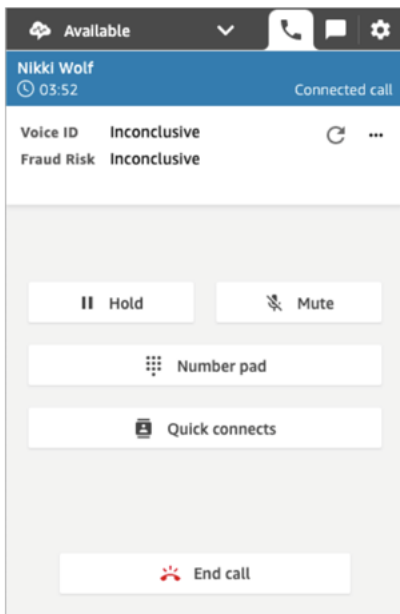 Available
Nikki Wolf
03:52 Connected call
Voice ID Inconclusive
Fraud Risk Inconclusive
Hold Mute
Number pad
Quick connects
End call